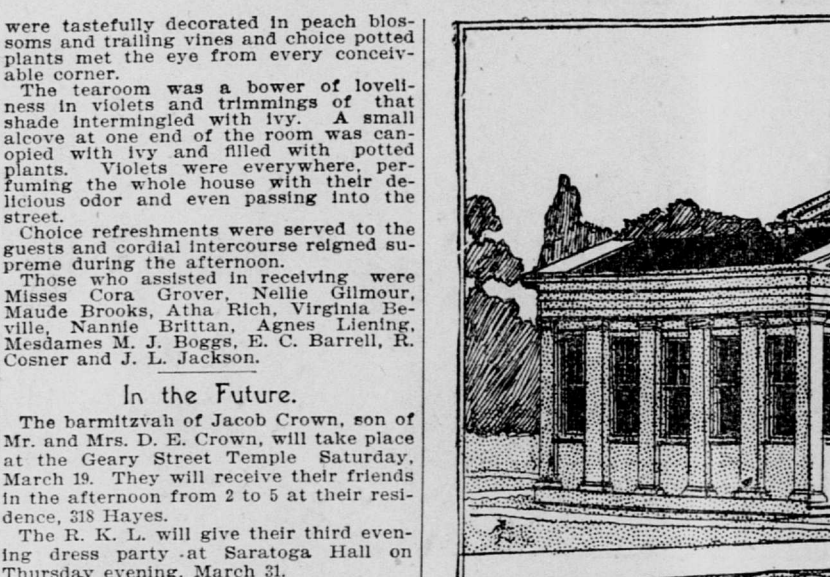 were tastefully decorated in peach blos-
soms and trailing vines and choice potted
plants met the eye from every conceiv-
able corner.
The tearoom was a bower of loveli-
ness in violets and trimmings of that
shade intermingled with ivy. A small
alcove at one end of the room was can-
opied with ivy and filled with potted
plants. Violets were everywhere, per-
fuming the whole house with their de-
licious odor and even passing into the
street.
Choice refreshments were served to the
guests and cordial intercourse reigned su-
preme during the afternoon.
Those who assisted in receiving were
Misses Cora Grover, Nellie Gilmour,
Maude Brooks, Atha Rich, Virginia Be-
ville, Nannie Brittan, Agnes Liening,
Mesdames M. J. Boggs, E. C. Barrell, R.
Cosner and J. L. Jackson.
In the Future.
The barmitzvah of Jacob Crown, son of
Mr. and Mrs. D. E. Crown, will take place
at the Geary Street Temple Saturday,
March 19. They will receive their friends
in the afternoon from 2 to 5 at their resi-
dence, 318 Hayes.
The R. K. L. will give their third even-
ing dress party at Saratoga Hall on
Thursday evening, March 31.